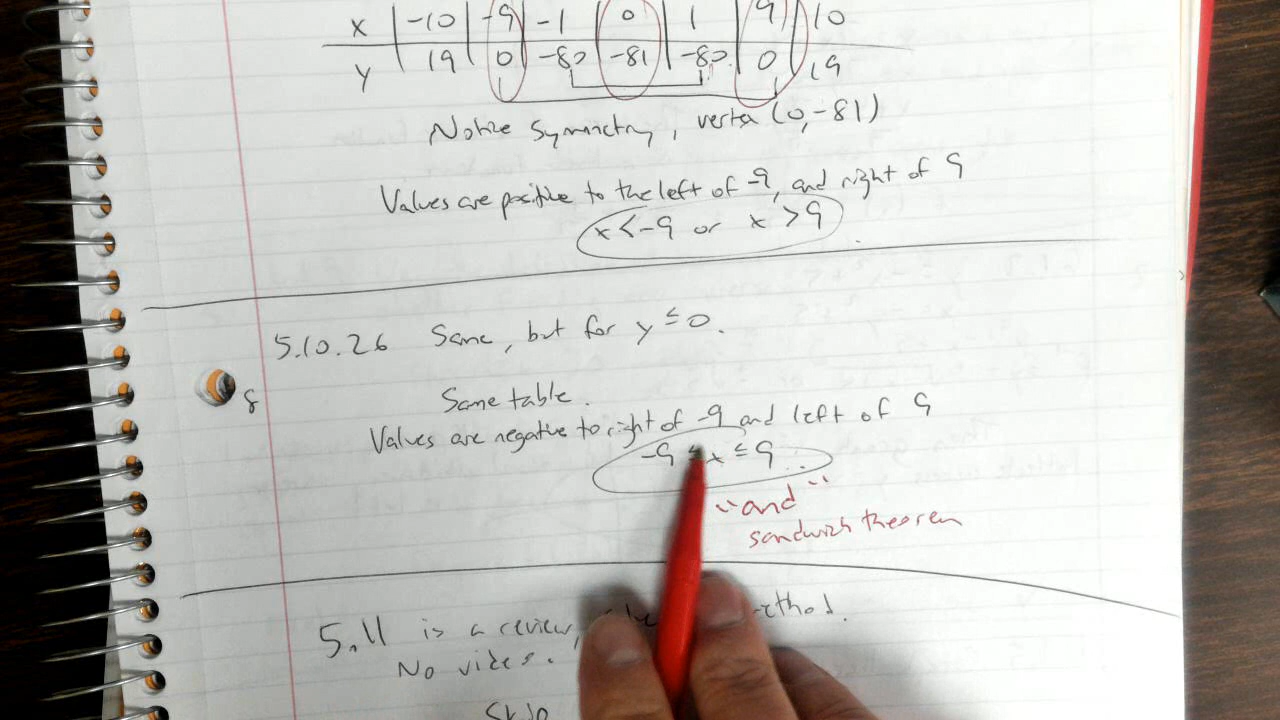 x | -10 | -9 | -1 | 0 | 1 | 9 | 10
y | 19 | 0 | -80 | -81 | -80 | 0 | 19
Notice symmetry, vertex (0,-81)
Values are positive to the left of -9, and right of 9
x < -9 or x > 9
5.10.26 Same, but for y ≤ 0.
8
Same table.
Values are negative to right of -9 and left of 9
-9 ≤ x ≤ 9
"and"
sandwich theorem
5.11 is a review,
No video.
Skip